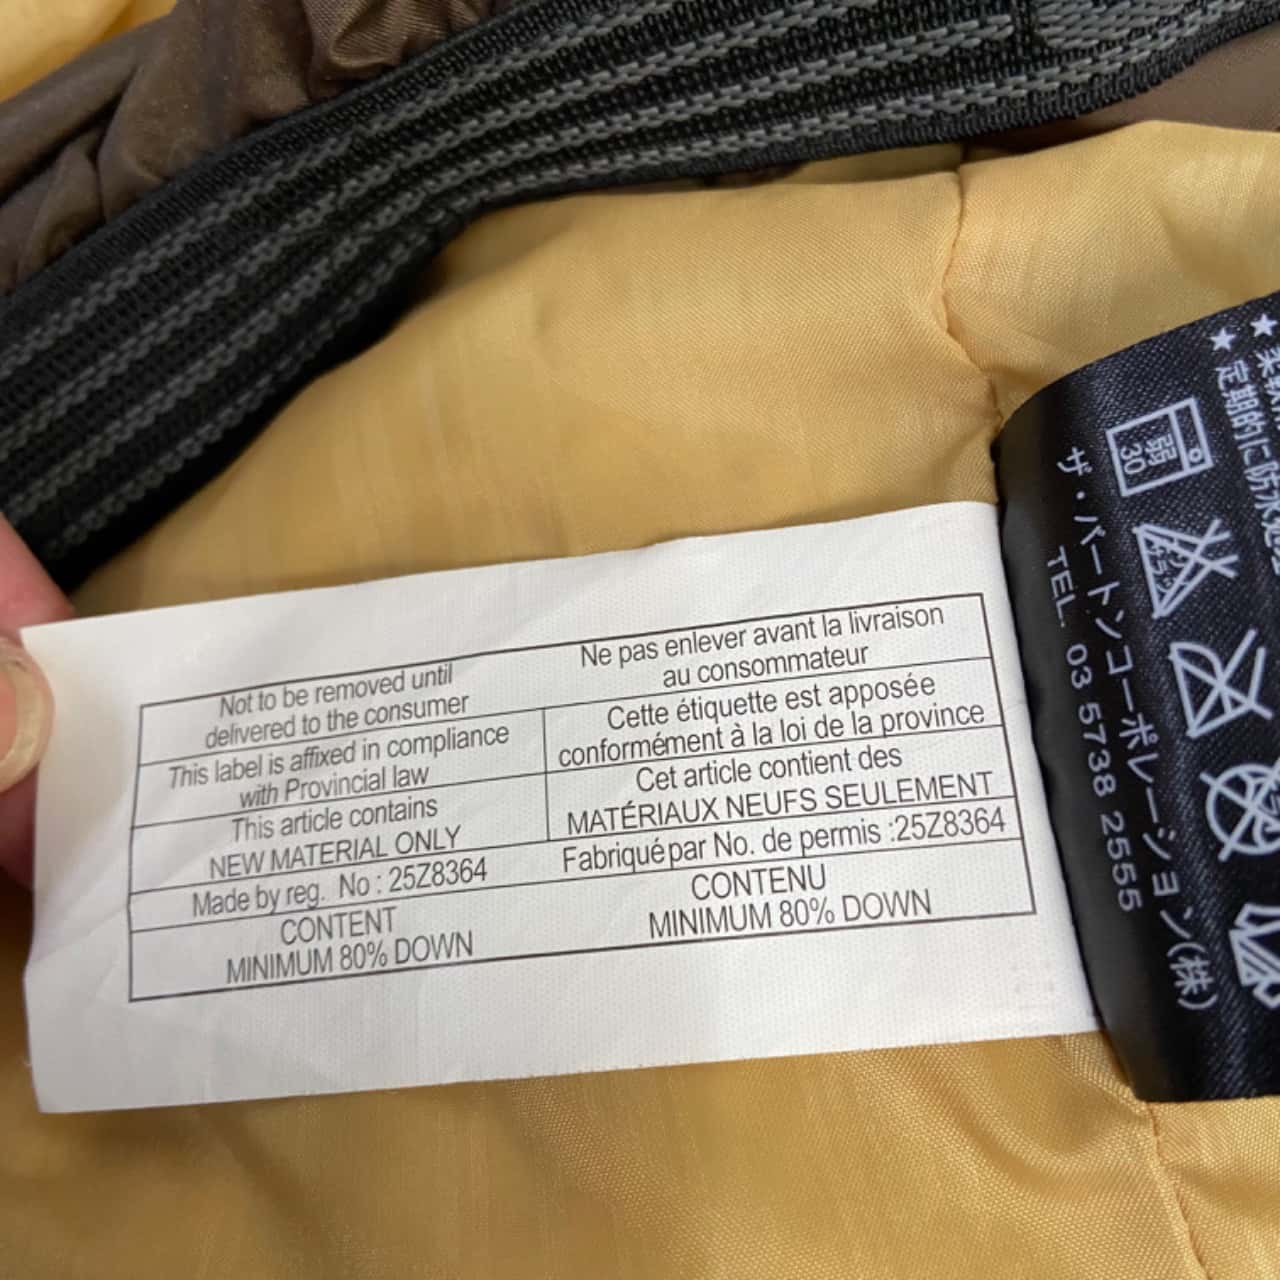 Not to be removed until
delivered to the consumer
Ne pas enlever avant la livraison
au consommateur
This label is affixed in compliance
with Provincial law
Cette étiquette est apposée
conformément à la loi de la province
This article contains
NEW MATERIAL ONLY
Cet article contient des
MATÉRIAUX NEUFS SEULEMENT
Made by reg. No : 25Z8364
Fabriqué par No. de permis :25Z8364
CONTENT
MINIMUM 80% DOWN
CONTENU
MINIMUM 80% DOWN
★定期的に防水
弱
30
ザ・パートンコーポレーション(株)
TEL. 03 5738 2555